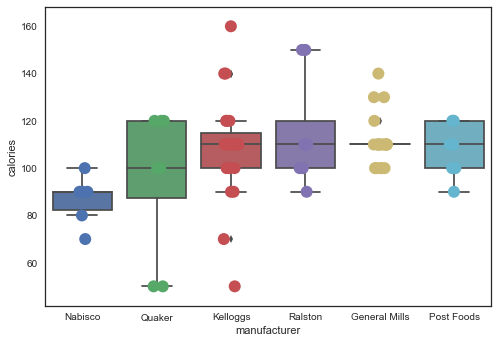 160
140
120
100
80
60
calories
Nabisco Quaker Kelloggs Ralston General Mills Post Foods
manufacturer